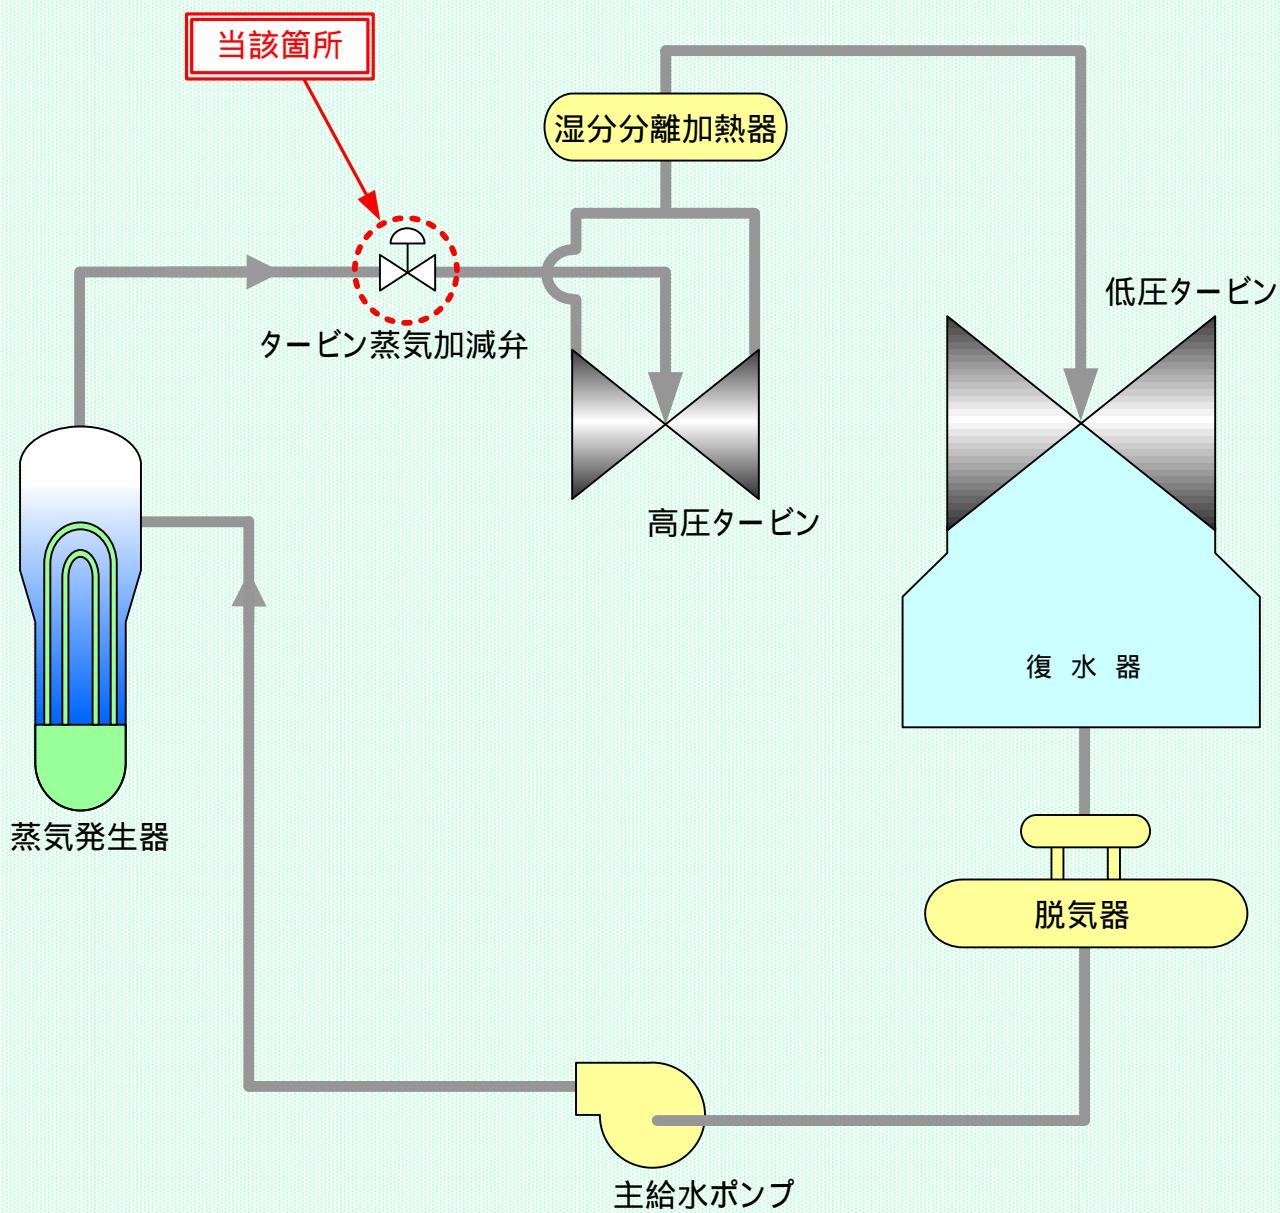 当該箇所
湿分分離加熱器
低圧タービン
タービン蒸気加減弁
高圧タービン
復水器
蒸気発生器
脱気器
主給水ポンプ